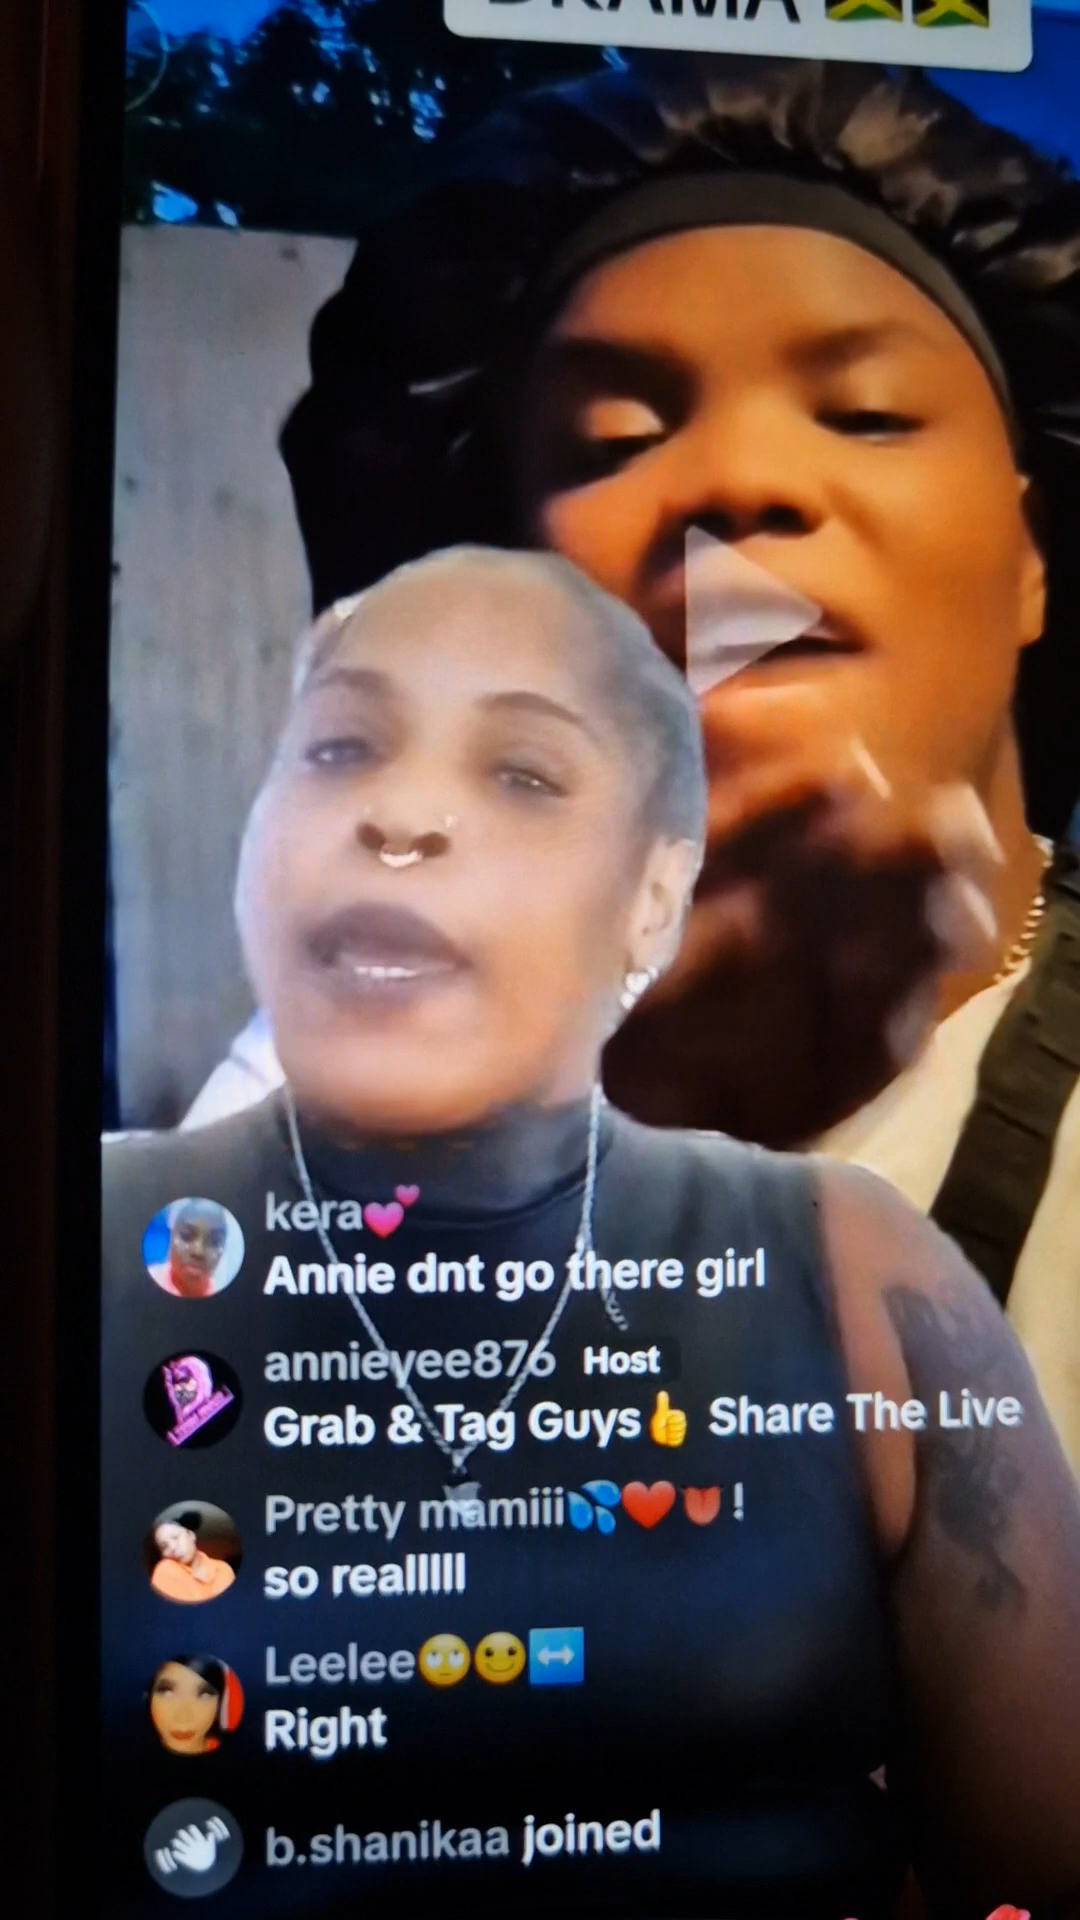 DRAMA 🇯🇲🇯🇲
kera💕
Annie dnt go there girl
annieyee876 Host
Grab & Tag Guys👍 Share The Live
Pretty mamiii💦❤️👅!
so realllll
Leelee🙄🙂↔️
Right
b.shanikaa joined